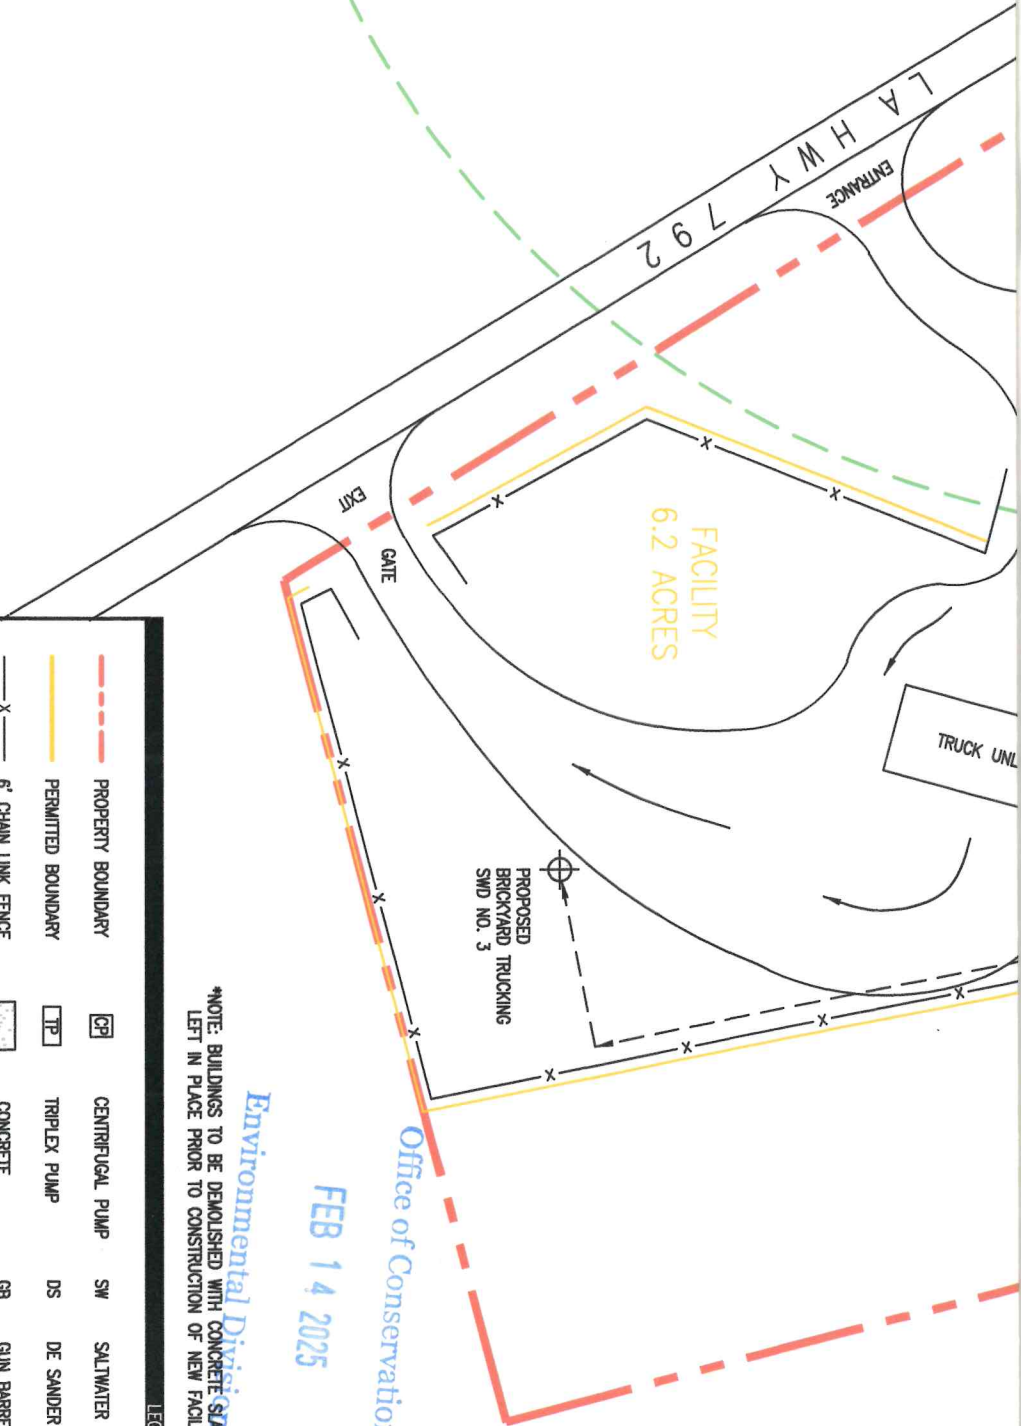 LA HWY 792
ENTRANCE
EXIT
GATE
FACILITY
6.2 ACRES
TRUCK UNL
PROPOSED
BRICKYARD TRUCKING
SWD NO. 3
*NOTE: BUILDINGS TO BE DEMOLISHED WITH CONCRETE SLA
LEFT IN PLACE PRIOR TO CONSTRUCTION OF NEW FACIL
Office of Conservation
FEB 14 2025
Environmental Division
LEG
PROPERTY BOUNDARY
CP CENTRIFUGAL PUMP
SW SALTWATER
PERMITTED BOUNDARY
TP TRIPLEX PUMP
DS DE SANDER
X 6' CHAIN LINK FENCE
CONCRETE
GB GUN BARRE
X
X
X
X
X
X
X
X
X
X
X